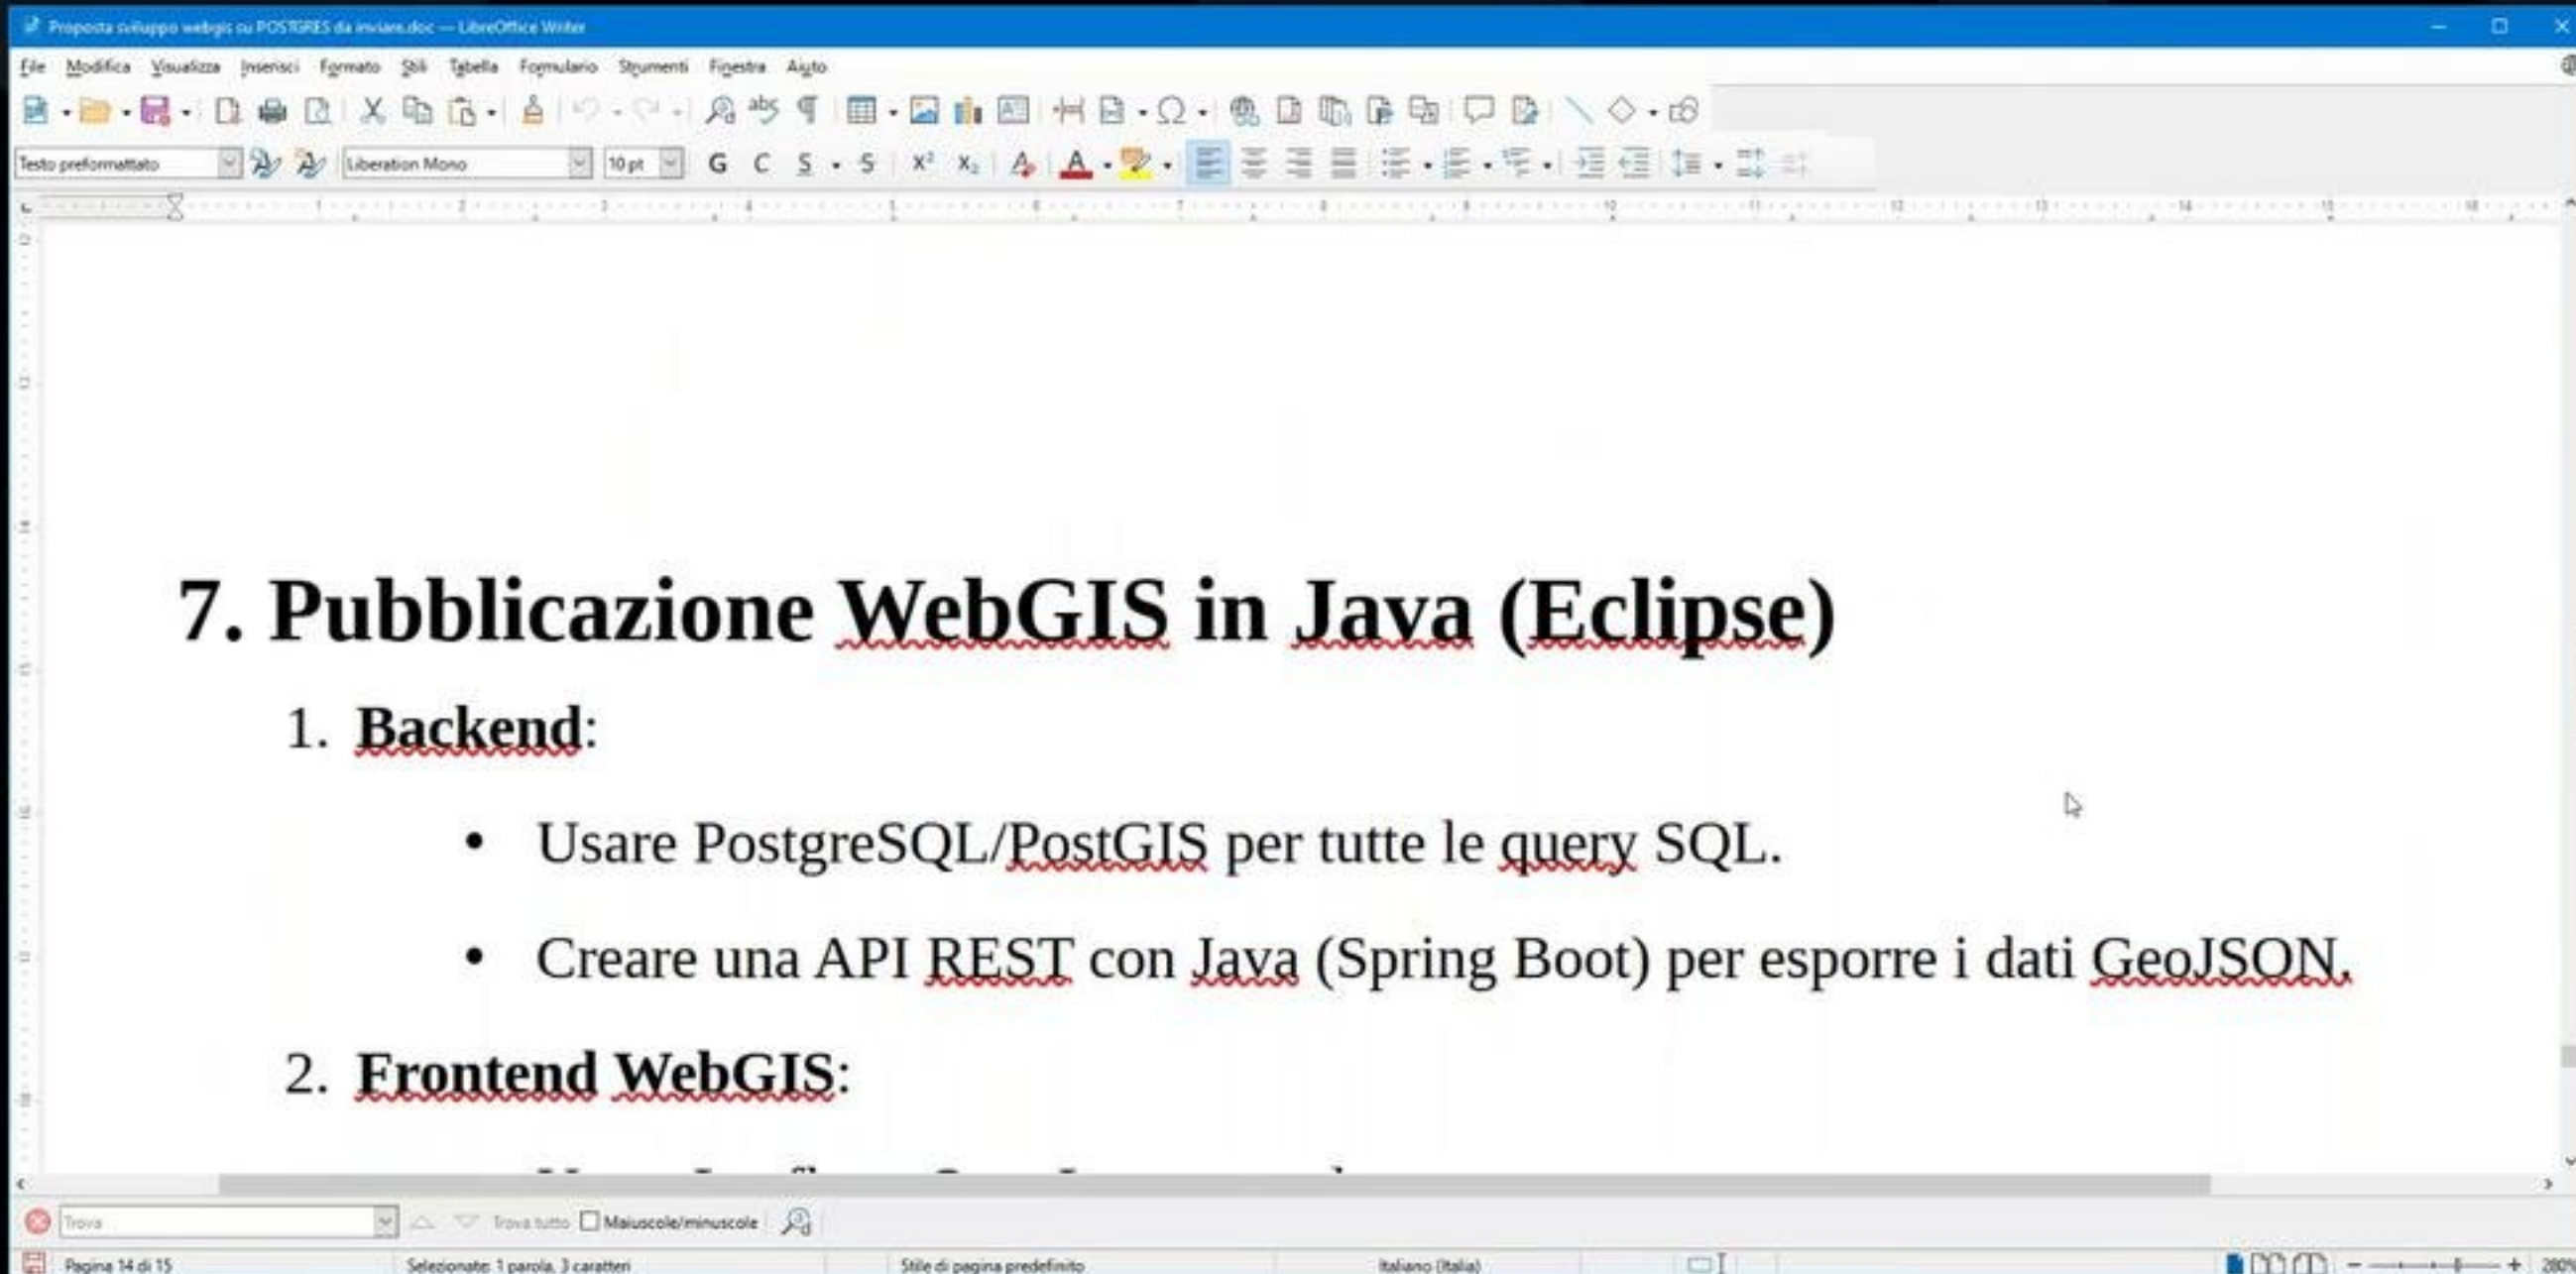 Proposta sviluppo webgis su POSTGRES da inviare.doc — LibreOffice Writer
File Modifica Visualizza Inserisci Formato Stili Tabella Formulario Strumenti Finestra Aiuto
Testo preformattato Liberation Mono 10 pt G C S S
7. Pubblicazione WebGIS in Java (Eclipse)
1. Backend:
• Usare PostgreSQL/PostGIS per tutte le query SQL.
• Creare una API REST con Java (Spring Boot) per esporre i dati GeoJSON.
2. Frontend WebGIS:
Trova Trova tutto Maiuscole/minuscole
Pagina 14 di 15 Selezionate: 1 parola, 3 caratteri Stile di pagina predefinito Italiano (Italia) 280%